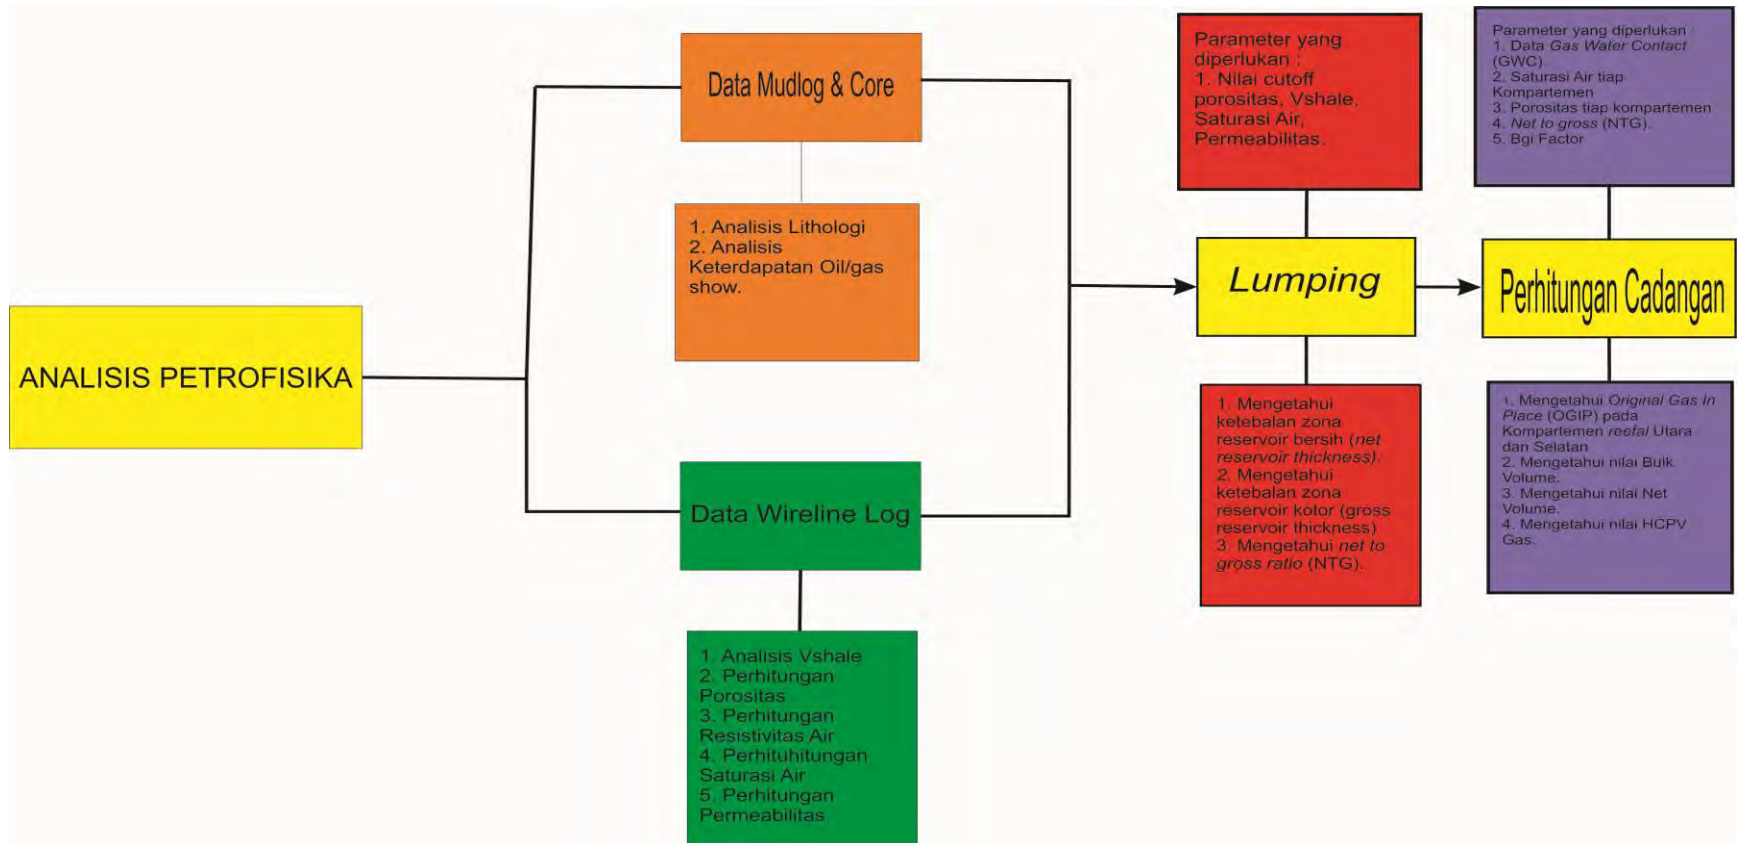 ANALISIS PETROFISIKA
Data Mudlog & Core
1. Analisis Lithologi
2. Analisis
Keterdapatan Oil/gas
show.
Data Wireline Log
1. Analisis Vshale
2. Perhitungan
Porositas
3. Perhitungan
Resistivitas Air
4. Perhituhitungan
Saturasi Air
5. Perhitungan
Permeabilitas
Parameter yang
diperlukan :
1. Nilai cutoff
porositas, Vshale,
Saturasi Air,
Permeabilitas.
Lumping
1. Mengetahui
ketebalan zona
reservoir bersih (net
reservoir thickness).
2. Mengetahui
ketebalan zona
reservoir kotor (gross
reservoir thickness)
3. Mengetahui net to
gross ratio (NTG).
Parameter yang diperlukan :
1. Data Gas Water Contact
(GWC)
2. Saturasi Air tiap
Kompartemen
3. Porositas tiap kompartemen
4. Net to gross (NTG).
5. Bgi Factor
Perhitungan Cadangan
1. Mengetahui Original Gas In
Place (OGIP) pada
Kompartemen reefal Utara
dan Selatan
2. Mengetahui nilai Bulk
Volume.
3. Mengetahui nilai Net
Volume.
4. Mengetahui nilai HCPV
Gas.